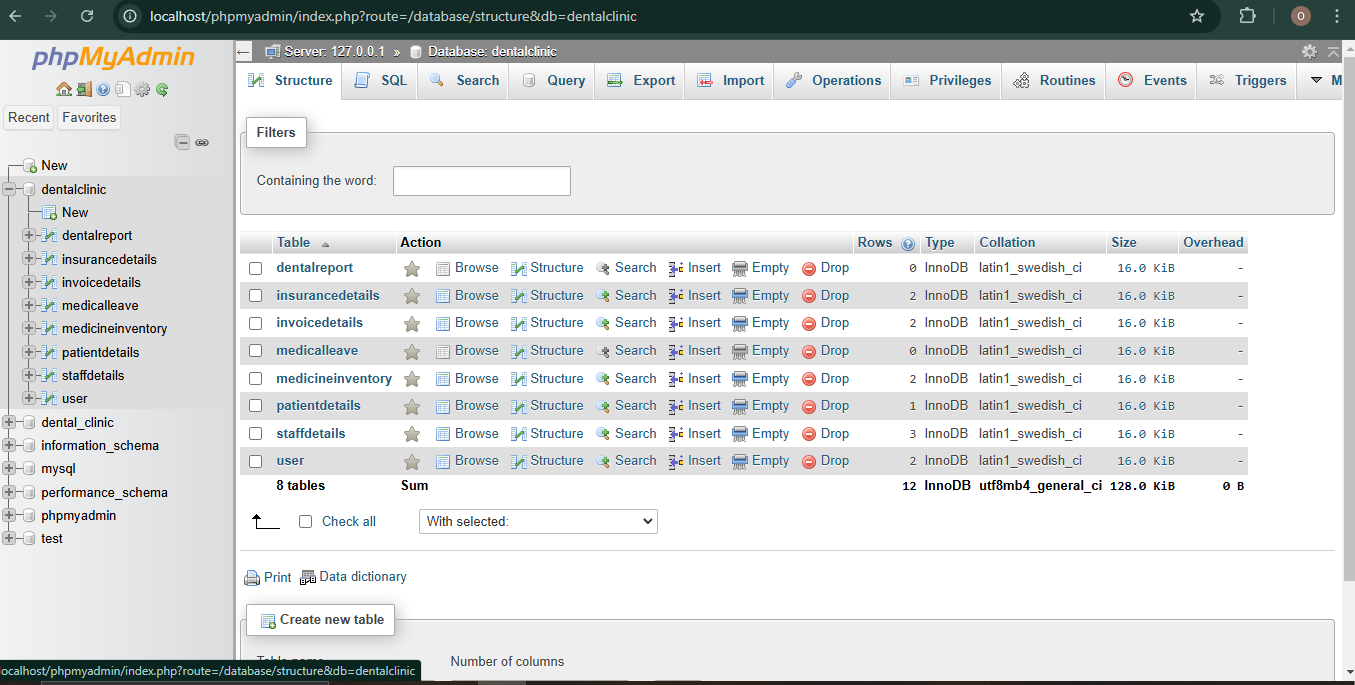 localhost/phpmyadmin/index.php?route=/database/structure&db=dentalclinic
O
phpMyAdmin
Recent Favorites
New
dentalclinic
New
dentalreport
insurancedetails
invoicedetails
medicalleave
medicineinventory
patientdetails
staffdetails
user
dental_clinic
information_schema
mysql
performance_schema
phpmyadmin
test
Server: 127.0.0.1 » Database: dentalclinic
Structure SQL Search Query Export Import Operations Privileges Routines Events Triggers M
Filters
Containing the word:
Table Action Rows Type Collation Size Overhead
dentalreport Browse Structure Search Insert Empty Drop 0 InnoDB latin1_swedish_ci 16.0 KiB -
insurancedetails Browse Structure Search Insert Empty Drop 2 InnoDB latin1_swedish_ci 16.0 KiB -
invoicedetails Browse Structure Search Insert Empty Drop 2 InnoDB latin1_swedish_ci 16.0 KiB -
medicalleave Browse Structure Search Insert Empty Drop 0 InnoDB latin1_swedish_ci 16.0 KiB -
medicineinventory Browse Structure Search Insert Empty Drop 2 InnoDB latin1_swedish_ci 16.0 KiB -
patientdetails Browse Structure Search Insert Empty Drop 1 InnoDB latin1_swedish_ci 16.0 KiB -
staffdetails Browse Structure Search Insert Empty Drop 3 InnoDB latin1_swedish_ci 16.0 KiB -
user Browse Structure Search Insert Empty Drop 2 InnoDB latin1_swedish_ci 16.0 KiB -
8 tables Sum 12 InnoDB utf8mb4_general_ci 128.0 KiB 0 B
Check all With selected:
Print Data dictionary
Create new table
Number of columns
localhost/phpmyadmin/index.php?route=/database/structure&db=dentalclinic